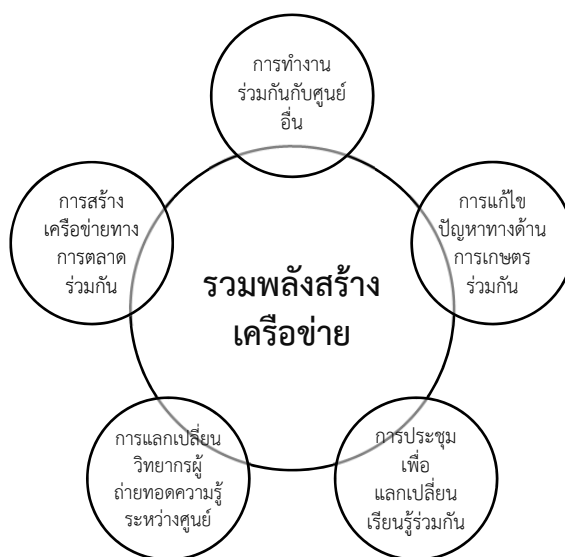 การทำงาน
ร่วมกันกับศูนย์
อื่น
การแก้ไข
ปัญหาทางด้าน
การเกษตร
ร่วมกัน
การประชุม
เพื่อ
แลกเปลี่ยน
เรียนรู้ร่วมกัน
การแลกเปลี่ยน
วิทยากรผู้
ถ่ายทอดความรู้
ระหว่างศูนย์
การสร้าง
เครือข่ายทาง
การตลาด
ร่วมกัน
รวมพลังสร้าง
เครือข่าย